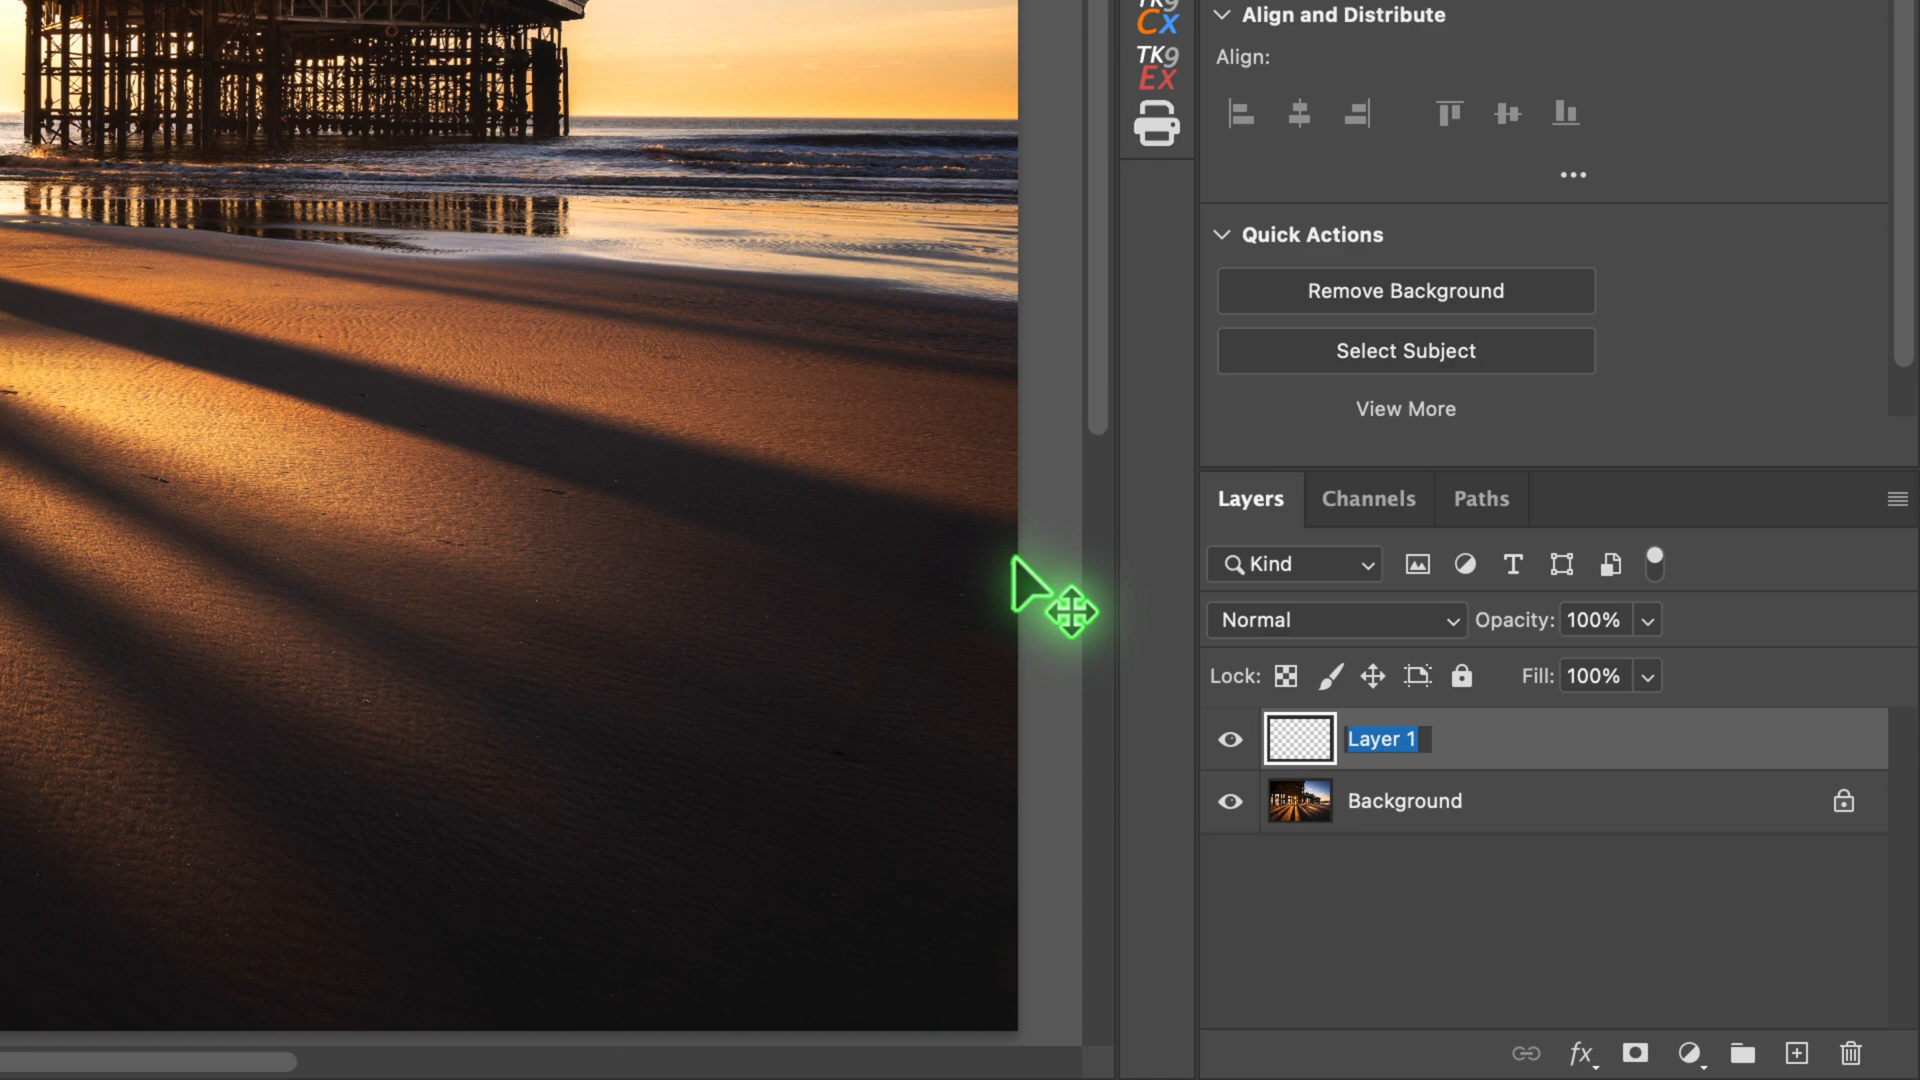 TK9
Cx
TK9
EX
Align and Distribute
Align:
Quick Actions
Remove Background
Select Subject
View More
Layers
Channels
Paths
Kind
Normal
Opacity: 100%
Lock:
Fill: 100%
Layer 1
Background
fx